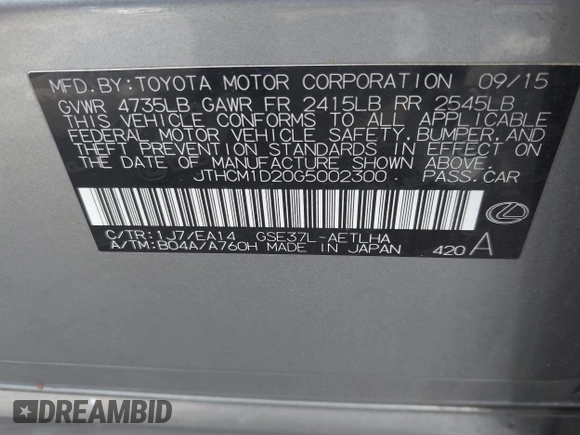 MFD.BY:TOYOTA MOTOR CORPORATION 09/15
GVWR 4735LB GAWR FR 2415LB RR 2545LB
THIS VEHICLE CONFORMS TO ALL APPLICABLE
FEDERAL MOTOR VEHICLE SAFETY, BUMPER, AND
THEFT PREVENTION STANDARDS IN EFFECT ON
THE DATE OF MANUFACTURE SHOWN ABOVE.
JTHCM1D20G5002300 PASS.CAR
C/TR:1J7/EA14 GSE37L-AETLHA
A/TM:B04A/A760H MADE IN JAPAN 420 A
DREAMBID